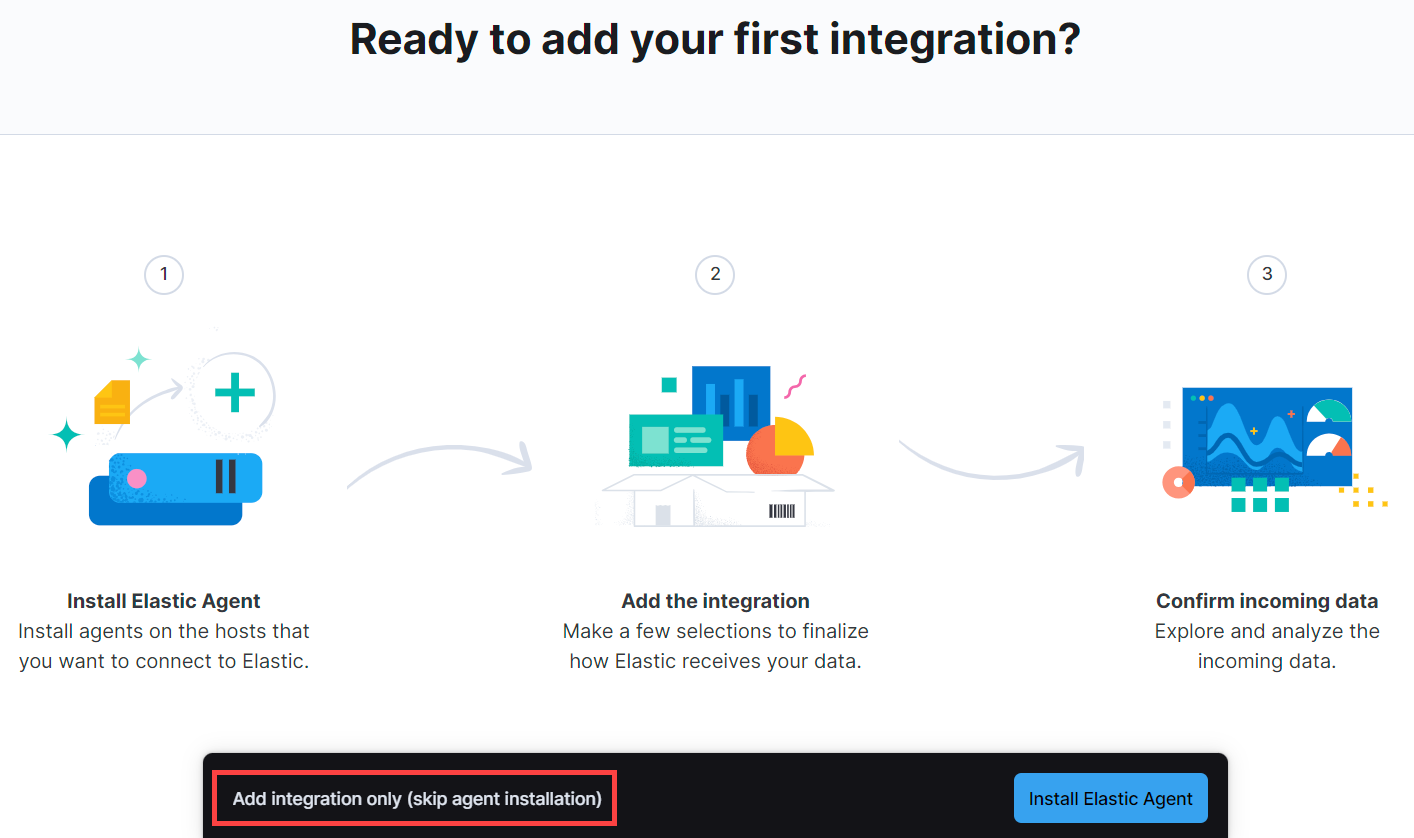 Ready to add your first integration?
1
2
3
Install Elastic Agent
Install agents on the hosts that
you want to connect to Elastic.
Add the integration
Make a few selections to finalize
how Elastic receives your data.
Confirm incoming data
Explore and analyze the
incoming data.
Add integration only (skip agent installation)
Install Elastic Agent